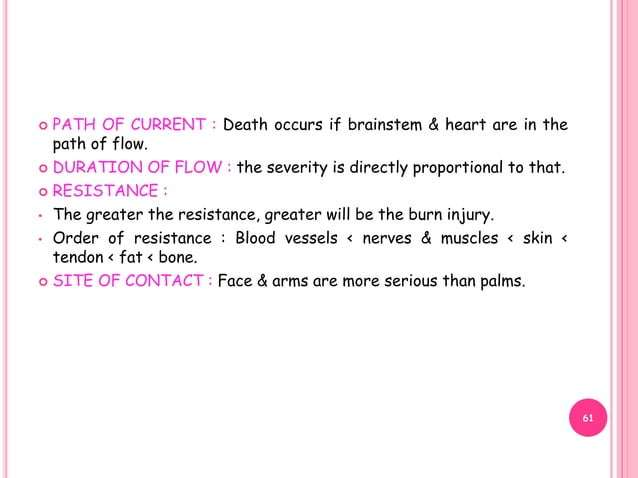 PATH OF CURRENT : Death occurs if brainstem & heart are in the
path of flow.
DURATION OF FLOW : the severity is directly proportional to that.
RESISTANCE :
• The greater the resistance, greater will be the burn injury.
• Order of resistance : Blood vessels < nerves & muscles < skin <
tendon < fat < bone.
SITE OF CONTACT : Face & arms are more serious than palms.
61